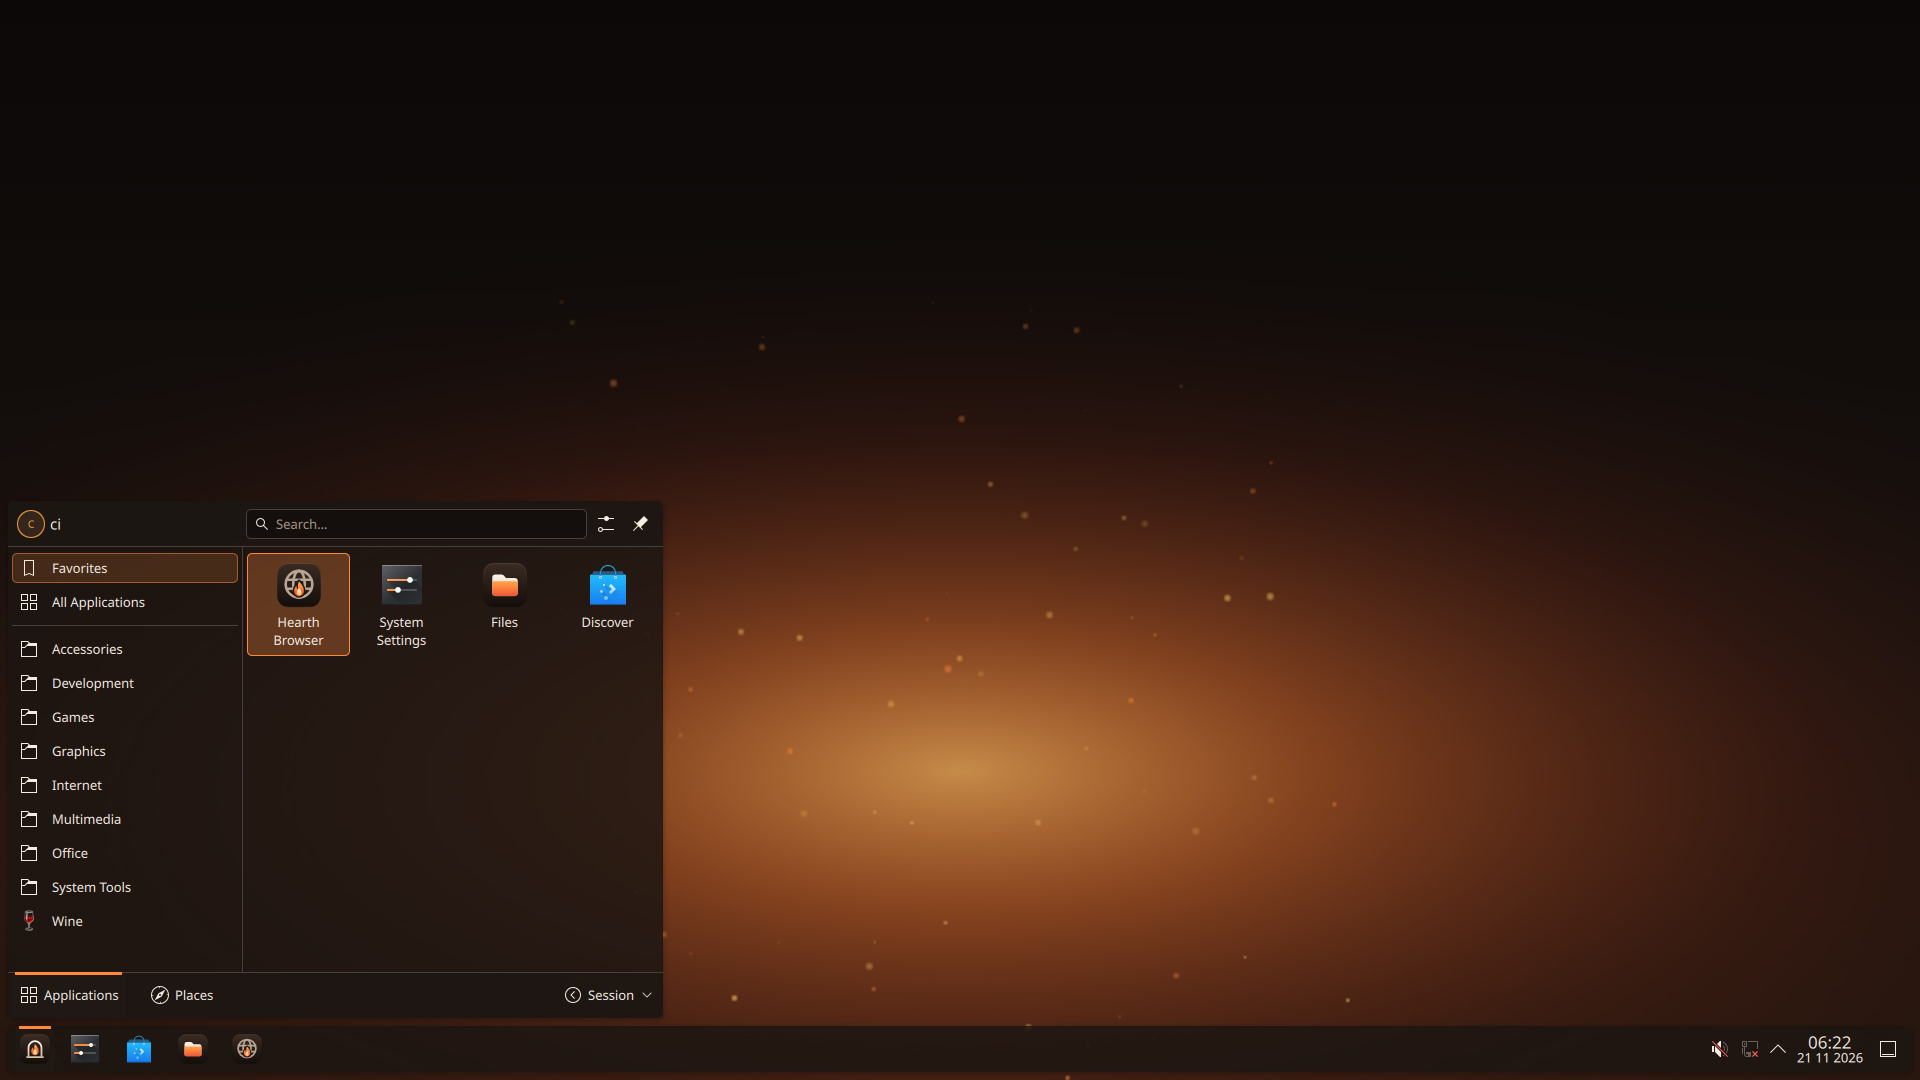 C ci
Search...
Favorites
All Applications
Accessories
Development
Games
Graphics
Internet
Multimedia
Office
System Tools
Wine
Hearth
Browser
System
Settings
Files
Discover
Applications
Places
Session
06:22
21 11 2026